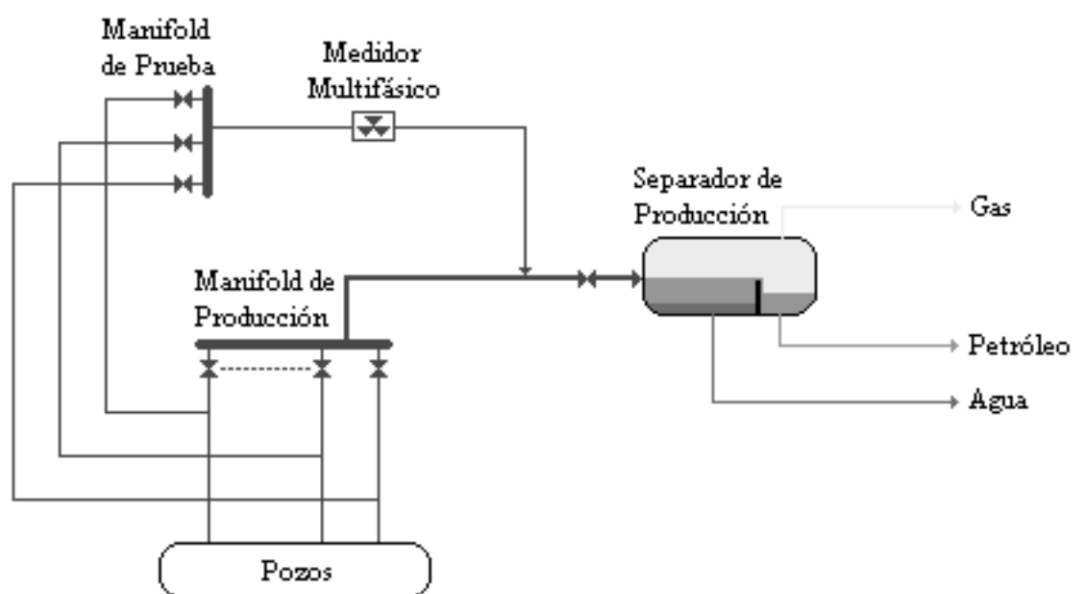 Manifold
de Prueba
Medidor
Multifásico
Separador de
Producción
Gas
Manifold de
Producción
Petróleo
Agua
Pozos